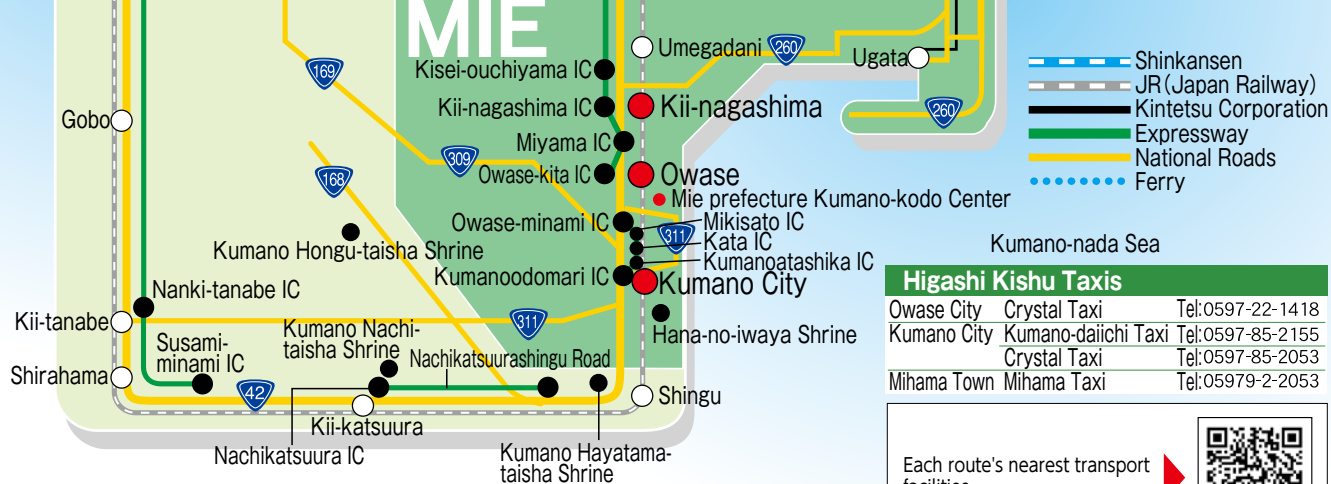 MIE
Kisei-ouchiyama IC
Umegadani
260
Ugata
169
Kii-nagashima IC
Kii-nagashima
260
Gobo
Miyama IC
309
Owase-kita IC
Owase
168
Mie prefecture Kumano-kodo Center
Owase-minami IC
Mikisato IC
311
Kata IC
Kumano Hongu-taisha Shrine
Kumanoatashika IC
Kumanoodomari IC
Kumano City
Nanki-tanabe IC
Kii-tanabe
311
Hana-no-iwaya Shrine
Kumano Nachi-
taisha Shrine
Susami-
minami IC
Nachikatsuurashingu Road
Shirahama
42
Shingu
Kii-katsuura
Nachikatsuura IC
Kumano Hayatama-
taisha Shrine
Shinkansen
JR(Japan Railway)
Kintetsu Corporation
Expressway
National Roads
Ferry
Kumano-nada Sea
Higashi Kishu Taxis
Owase City Crystal Taxi Tel:0597-22-1418
Kumano City Kumano-daiichi Taxi Tel:0597-85-2155
Crystal Taxi Tel:0597-85-2053
Mihama Town Mihama Taxi Tel:05979-2-2053
Each route's nearest transport